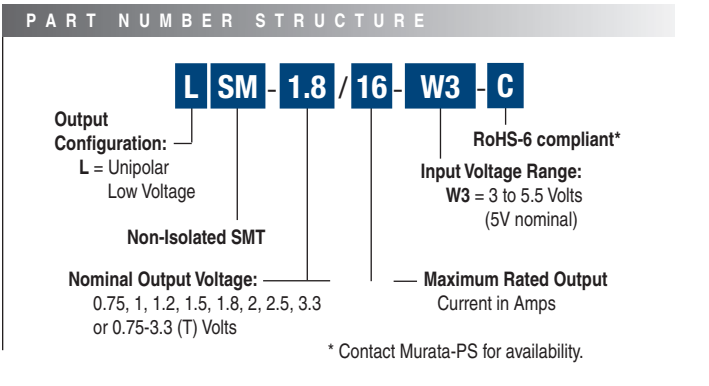 PART NUMBER STRUCTURE
L SM - 1.8 / 16 - W3 - C
Output
Configuration:
L = Unipolar
Low Voltage
Non-Isolated SMT
Nominal Output Voltage:
0.75, 1, 1.2, 1.5, 1.8, 2, 2.5, 3.3
or 0.75-3.3 (T) Volts
RoHS-6 compliant*
Input Voltage Range:
W3 = 3 to 5.5 Volts
(5V nominal)
Maximum Rated Output
Current in Amps
* Contact Murata-PS for availability.